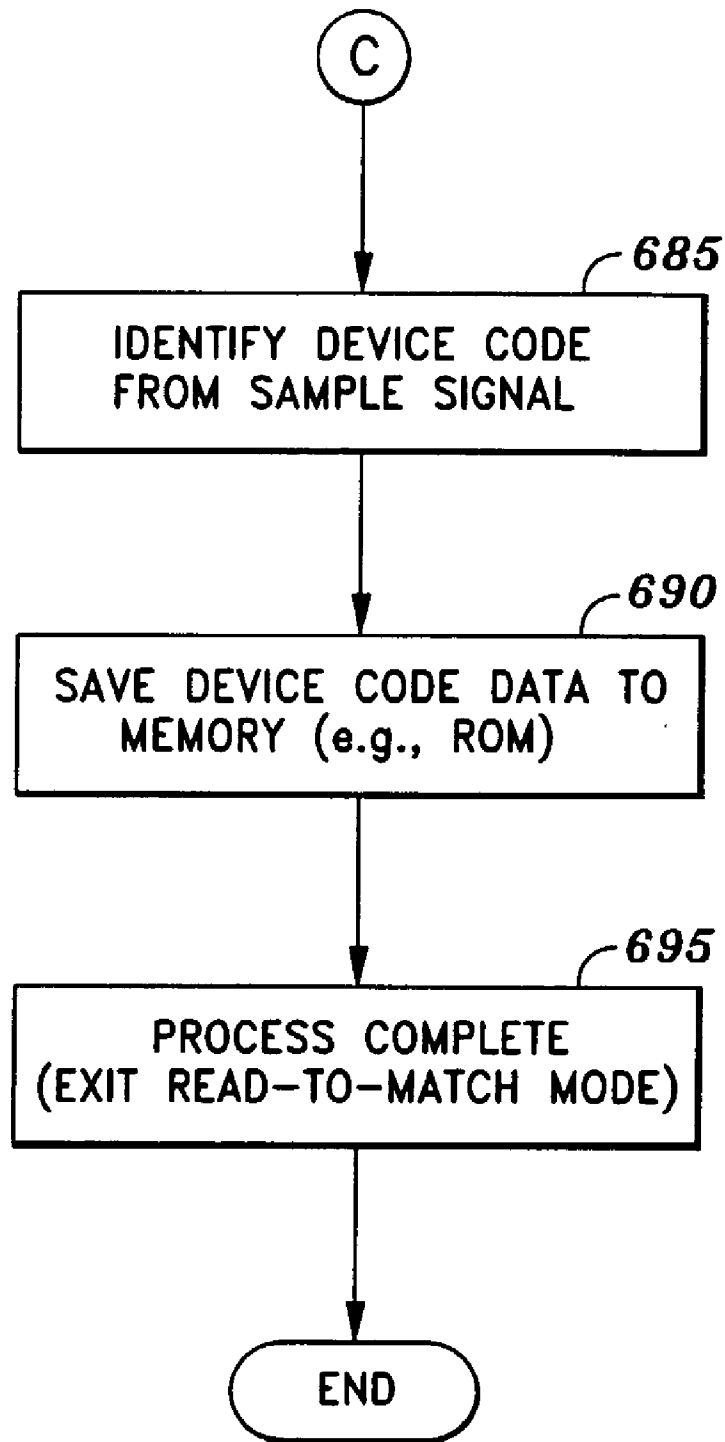 C
685
IDENTIFY DEVICE CODE
FROM SAMPLE SIGNAL
690
SAVE DEVICE CODE DATA TO
MEMORY (e.g., ROM)
695
PROCESS COMPLETE
(EXIT READ-TO-MATCH MODE)
END